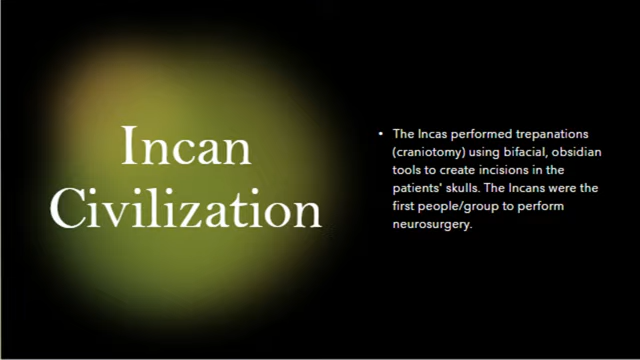 Incan
Civilization
• The Incas performed trepanations
(craniotomy) using bifacial, obsidian
tools to create incisions in the
patients' skulls. The Incans were the
first people/group to perform
neurosurgery.